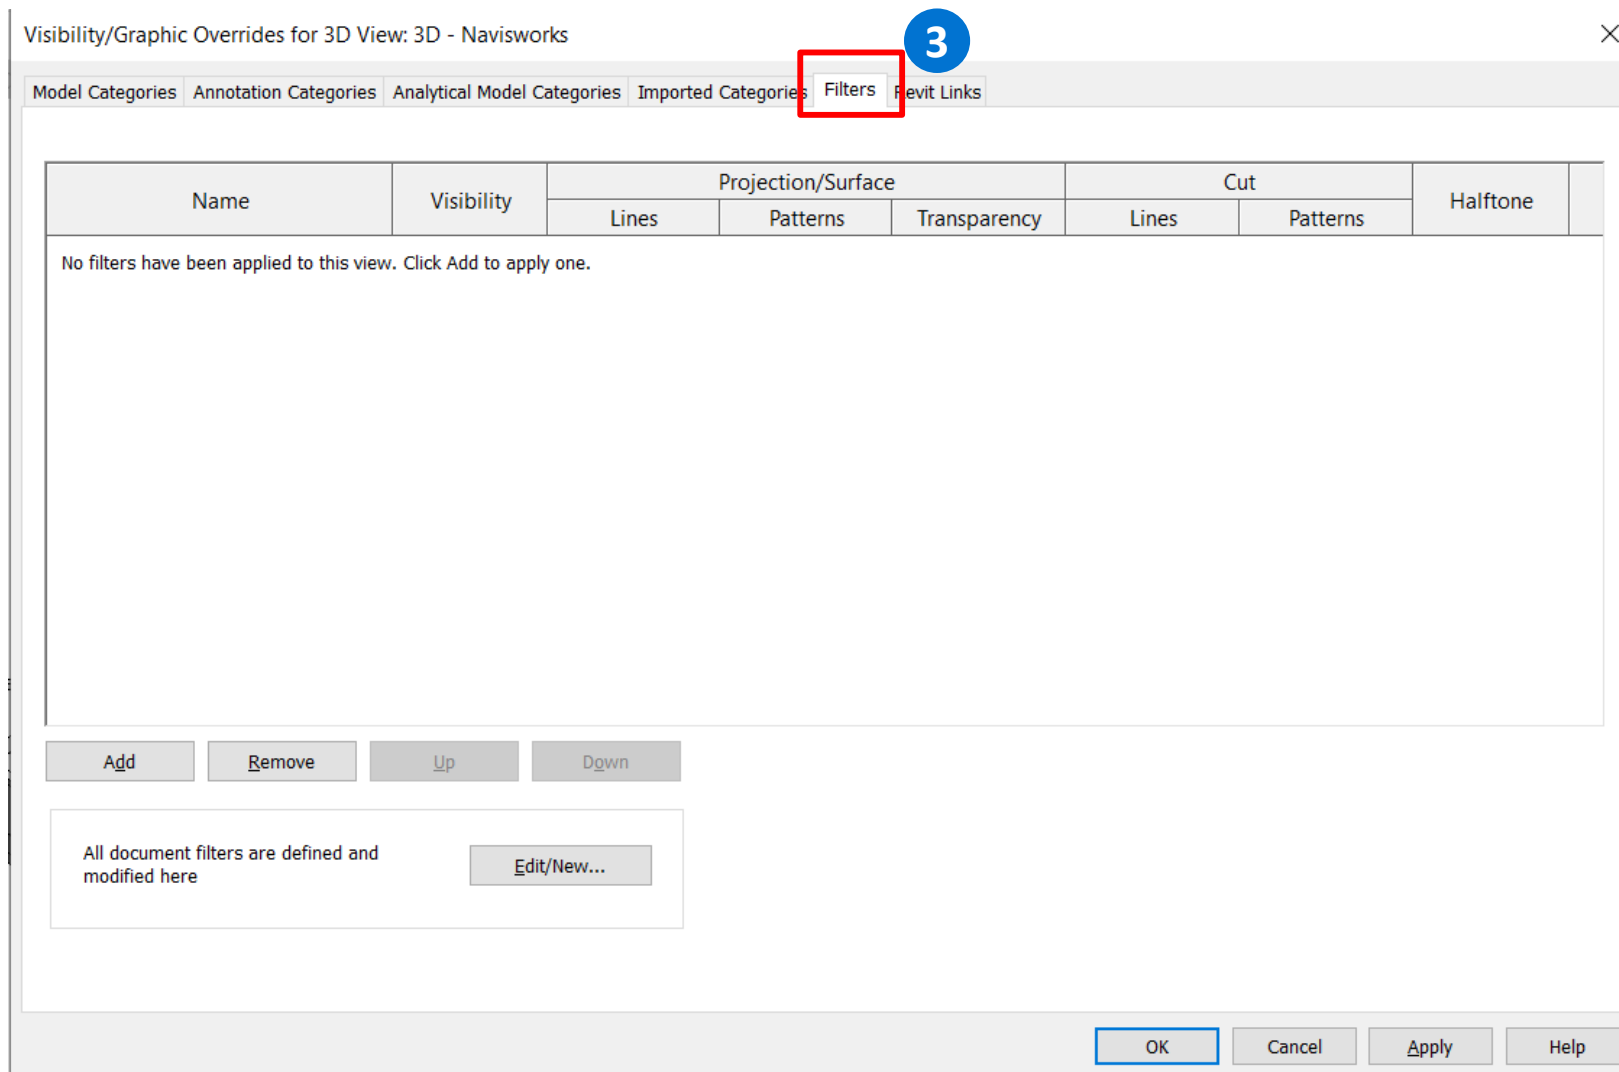 Visibility/Graphic Overrides for 3D View: 3D - Navisworks
3
Model Categories Annotation Categories Analytical Model Categories Imported Categories Filters Revit Links
Name Visibility Projection/Surface Cut Halftone
Lines Patterns Transparency Lines Patterns
No filters have been applied to this view. Click Add to apply one.
Add Remove Up Down
All document filters are defined and
modified here
Edit/New...
OK Cancel Apply Help